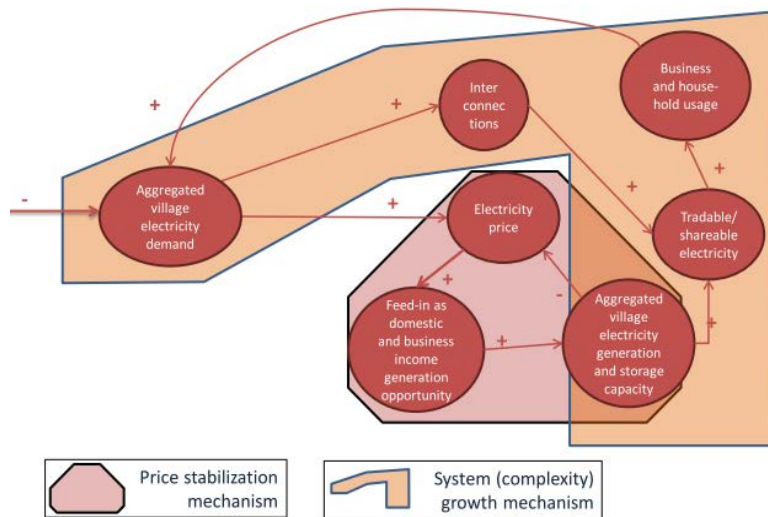 Business
and house-
hold usage
+
Inter
connec
tions
+
+
-
Aggregated
village
electricity
demand
+
Electricity
price
+
+
Tradable/
shareable
electricity
+
Feed-in as
domestic
and business
income
generation
opportunity
+
-
Aggregated
village
electricity
generation
and storage
capacity
+
Price stabilization
mechanism
System (complexity)
growth mechanism